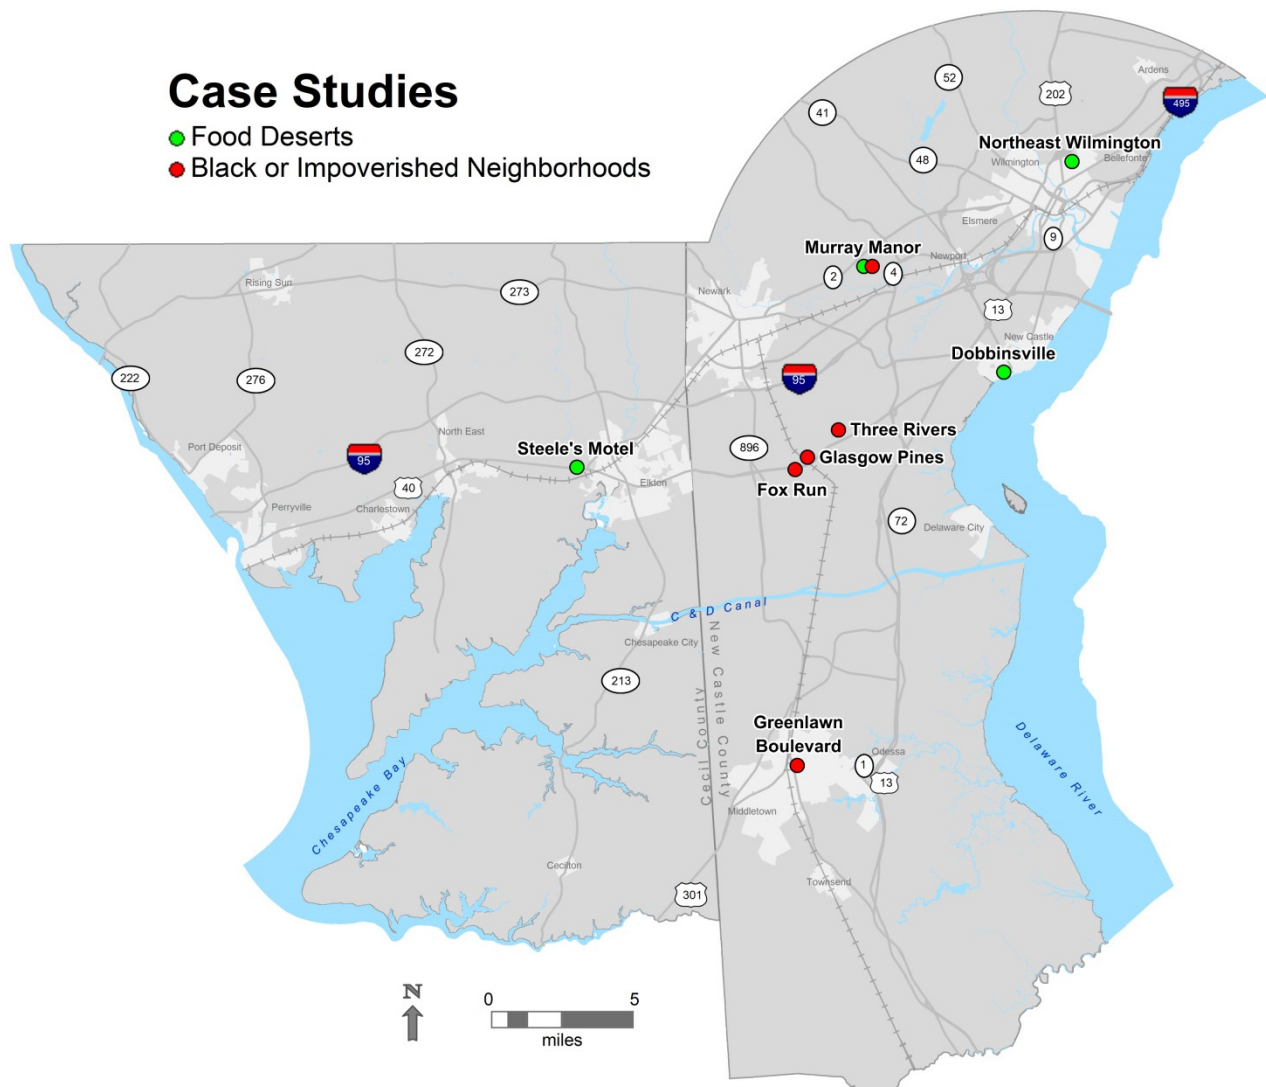 Case Studies
Food Deserts
Black or Impoverished Neighborhoods
52
202
Ardens
495
41
Northeast Wilmington
48
Wilmington
Bellefonte
Elsmere
9
Murray Manor
Newport
2
4
Rising Sun
273
Newark
13
New Castle
272
Dobbinsville
222
276
95
Three Rivers
North East
896
Port Deposit
95
Steele's Motel
Glasgow Pines
Elkton
Fox Run
40
Perryville
Charlestown
72
Delaware City
C & D Canal
Chesapeake City
New Castle County
Cecil County
213
Greenlawn
Boulevard
Odessa
1
13
Delaware River
Chesapeake Bay
Middletown
Cecilton
Townsend
301
N
0 5
miles